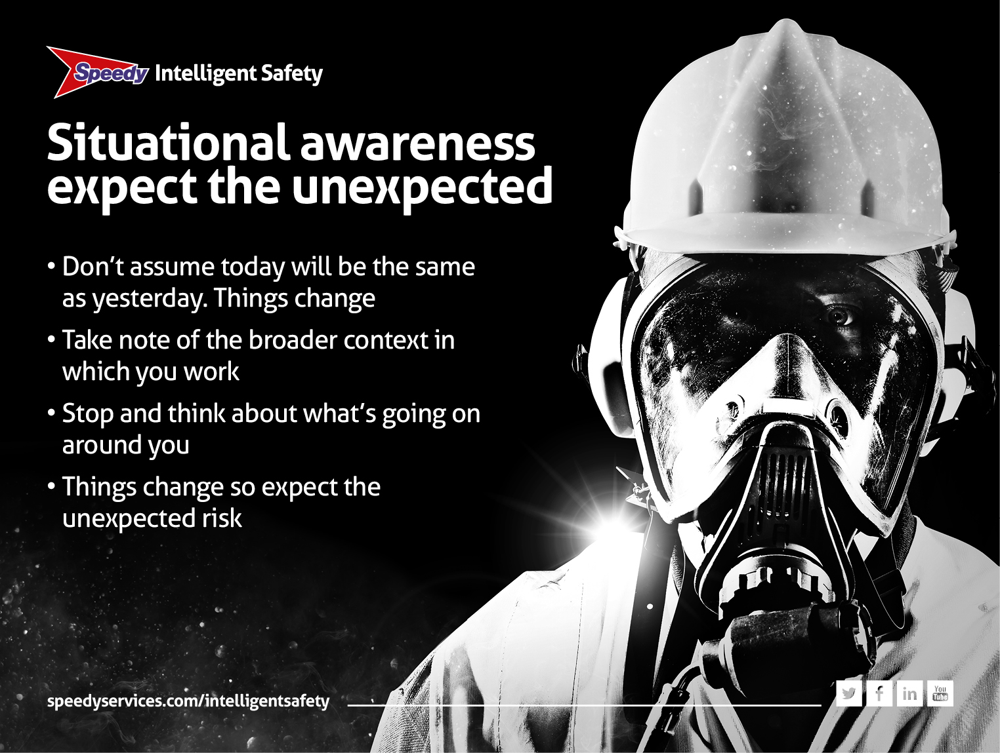 Speedy Intelligent Safety
Situational awareness
expect the unexpected
• Don’t assume today will be the same
as yesterday. Things change
• Take note of the broader context in
which you work
• Stop and think about what’s going on
around you
• Things change so expect the
unexpected risk
speedyservices.com/intelligentsafety
f in You Tube